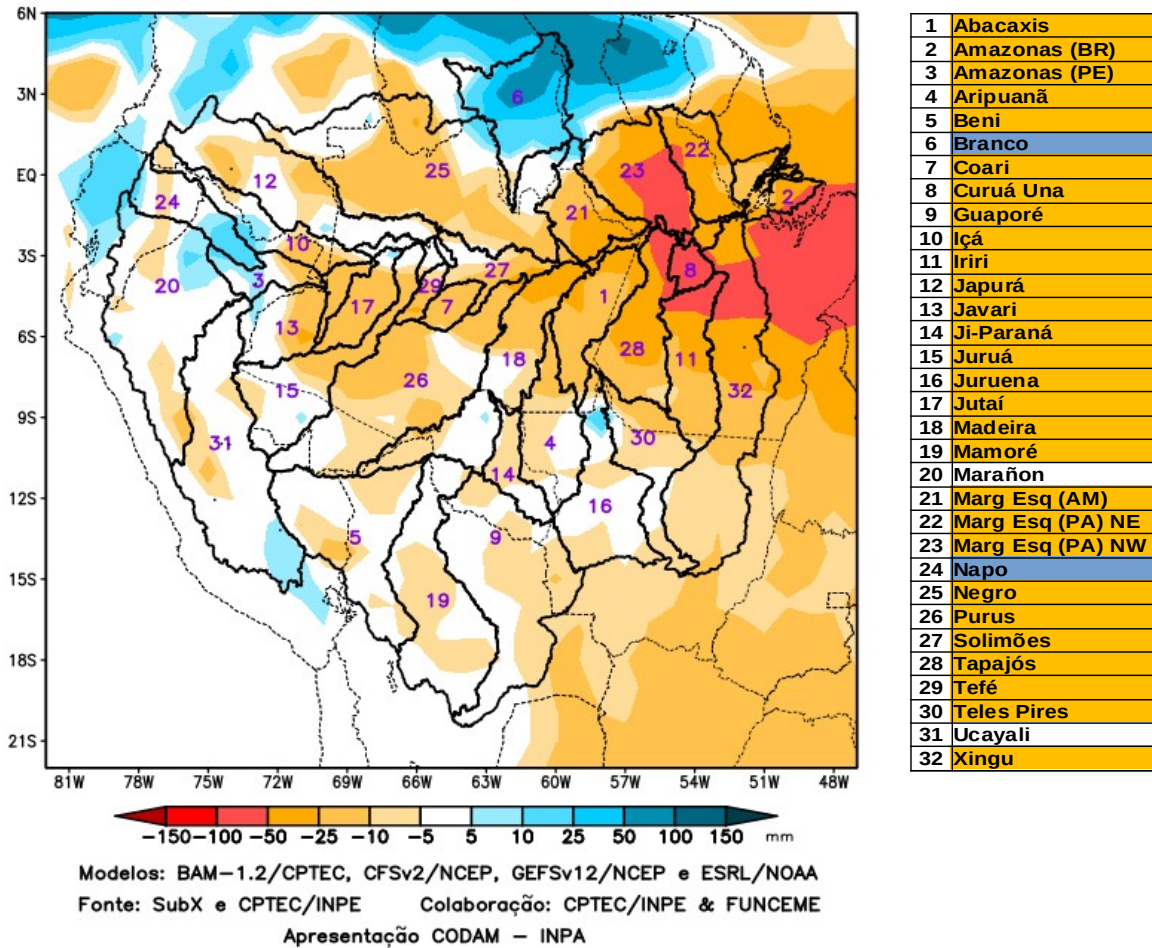 6N
3N
EQ
3S
6S
9S
12S
15S
18S
21S
81W 78W 75W 72W 69W 66W 63W 60W 57W 54W 51W 48W
6
22
25
23
12
24
2
21
10
27
8
20
3
29
1
17
7
13
28
18
11
26
15
32
31
4
30
14
16
5
9
19
-150 -100 -50 -25 -10 -5 5 10 25 50 100 150 mm
Modelos: BAM-1.2/CPTEC, CFSv2/NCEP, GEFSv12/NCEP e ESRL/NOAA
Fonte: SubX e CPTEC/INPE Colaboração: CPTEC/INPE & FUNCEME
Apresentação CODAM - INPA
1 Abacaxis
2 Amazonas (BR)
3 Amazonas (PE)
4 Aripuanã
5 Beni
6 Branco
7 Coari
8 Curuá Una
9 Guaporé
10 Içá
11 Iriri
12 Japurá
13 Javari
14 Ji-Paraná
15 Juruá
16 Juruena
17 Jutaí
18 Madeira
19 Mamoré
20 Marañon
21 Marg Esq (AM)
22 Marg Esq (PA) NE
23 Marg Esq (PA) NW
24 Napo
25 Negro
26 Purus
27 Solimões
28 Tapajós
29 Tefé
30 Teles Pires
31 Ucayali
32 Xingu